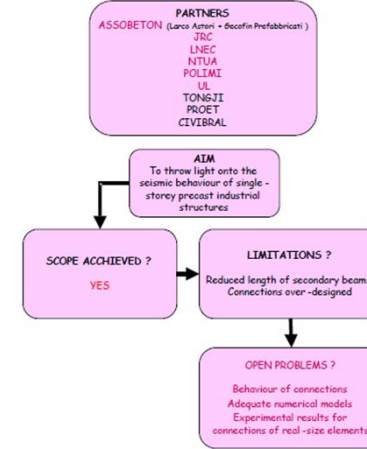 PARTNERS
ASSOBETON (Larco Astori + Gecofin Prefabbricati )
JRC
LNEC
NTUA
POLIMI
UL
TONGJI
PROET
CIVIBRAL
AIM
To throw light onto the
seismic behaviour of single -
storey precast industrial
structures
SCOPE ACCHIEVED ?
YES
LIMITATIONS ?
Reduced length of secondary beam
Connections over -designed
OPEN PROBLEMS ?
Behaviour of connections
Adequate numerical models
Experimental results for
connections of real -size elements